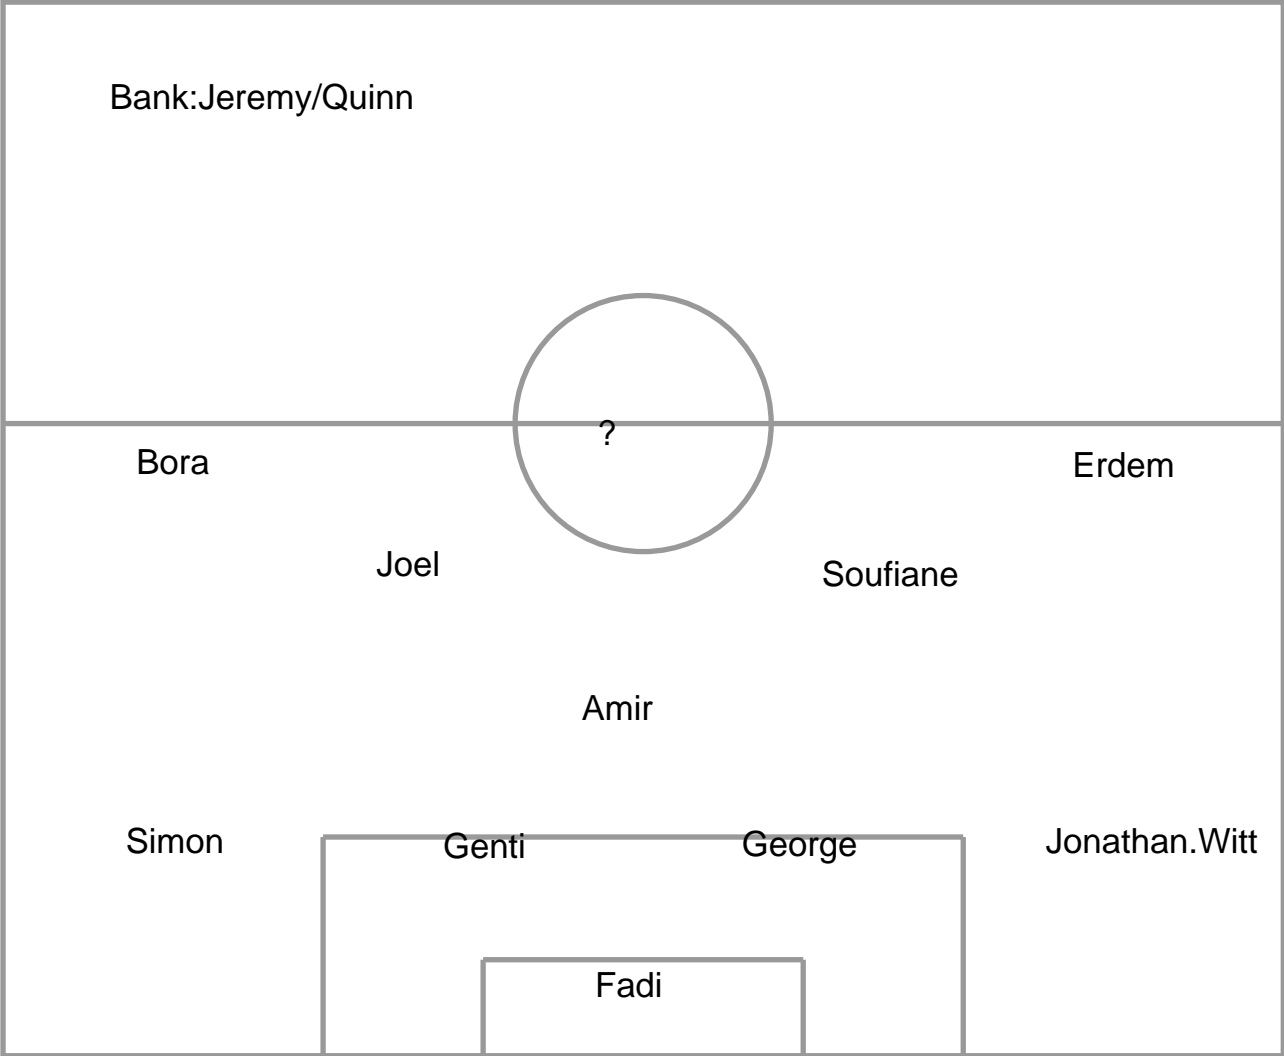 Bank:Jeremy/Quinn
?
Bora
Erdem
Joel
Soufiane
Amir
Simon
Genti
George
Jonathan.Witt
Fadi